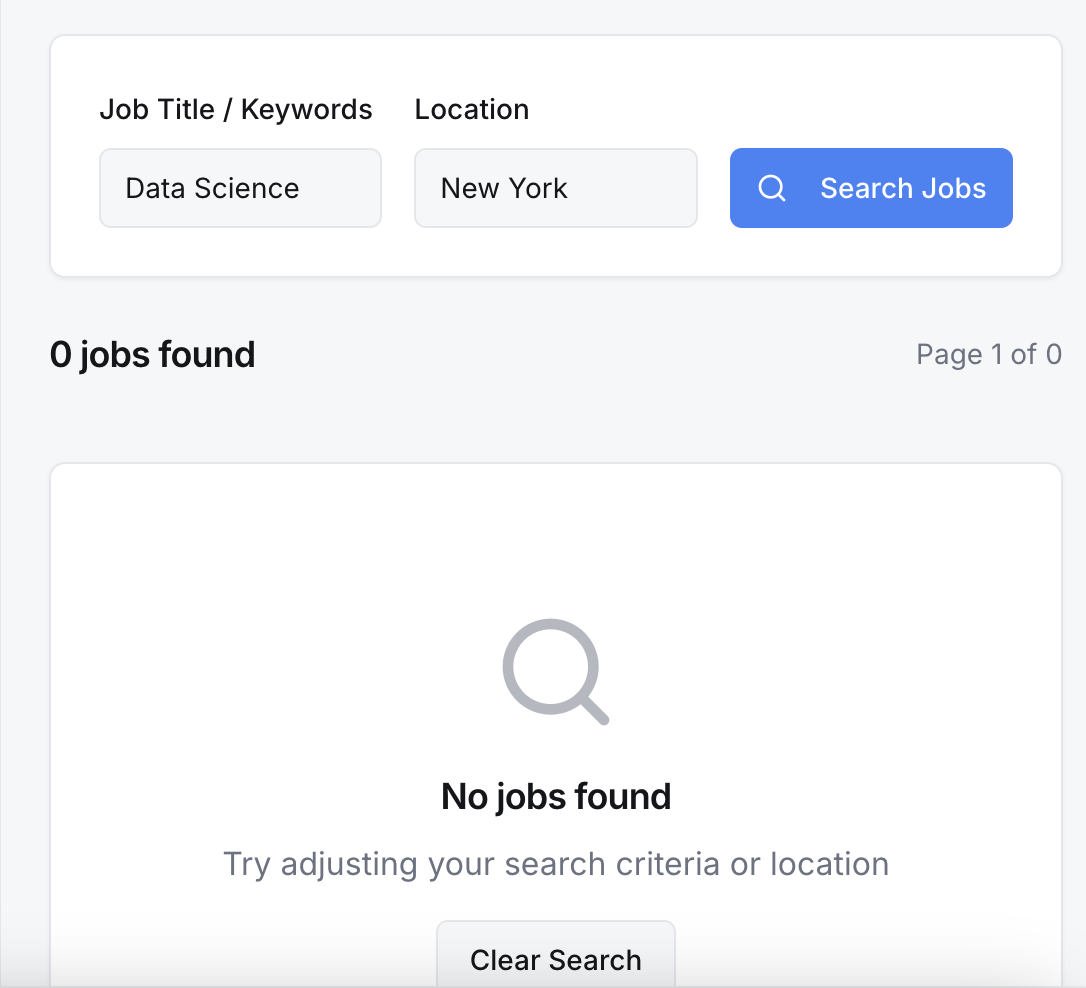 Job Title / Keywords Location
Data Science New York Search Jobs
0 jobs found Page 1 of 0
No jobs found
Try adjusting your search criteria or location
Clear Search